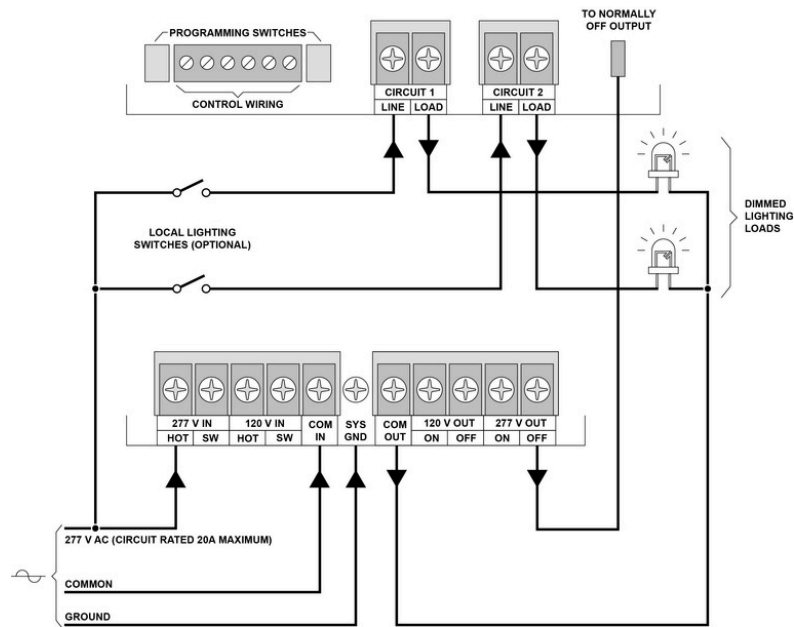 PROGRAMMING SWITCHES
CONTROL WIRING
CIRCUIT 1
LINE LOAD
CIRCUIT 2
LINE LOAD
TO NORMALLY
OFF OUTPUT
LOCAL LIGHTING
SWITCHES (OPTIONAL)
DIMMED
LIGHTING
LOADS
277 V IN
HOT SW
120 V IN
HOT SW
COM
IN
SYS
GND
COM
OUT
120 V OUT
ON OFF
277 V OUT
ON OFF
277 V AC (CIRCUIT RATED 20A MAXIMUM)
COMMON
GROUND